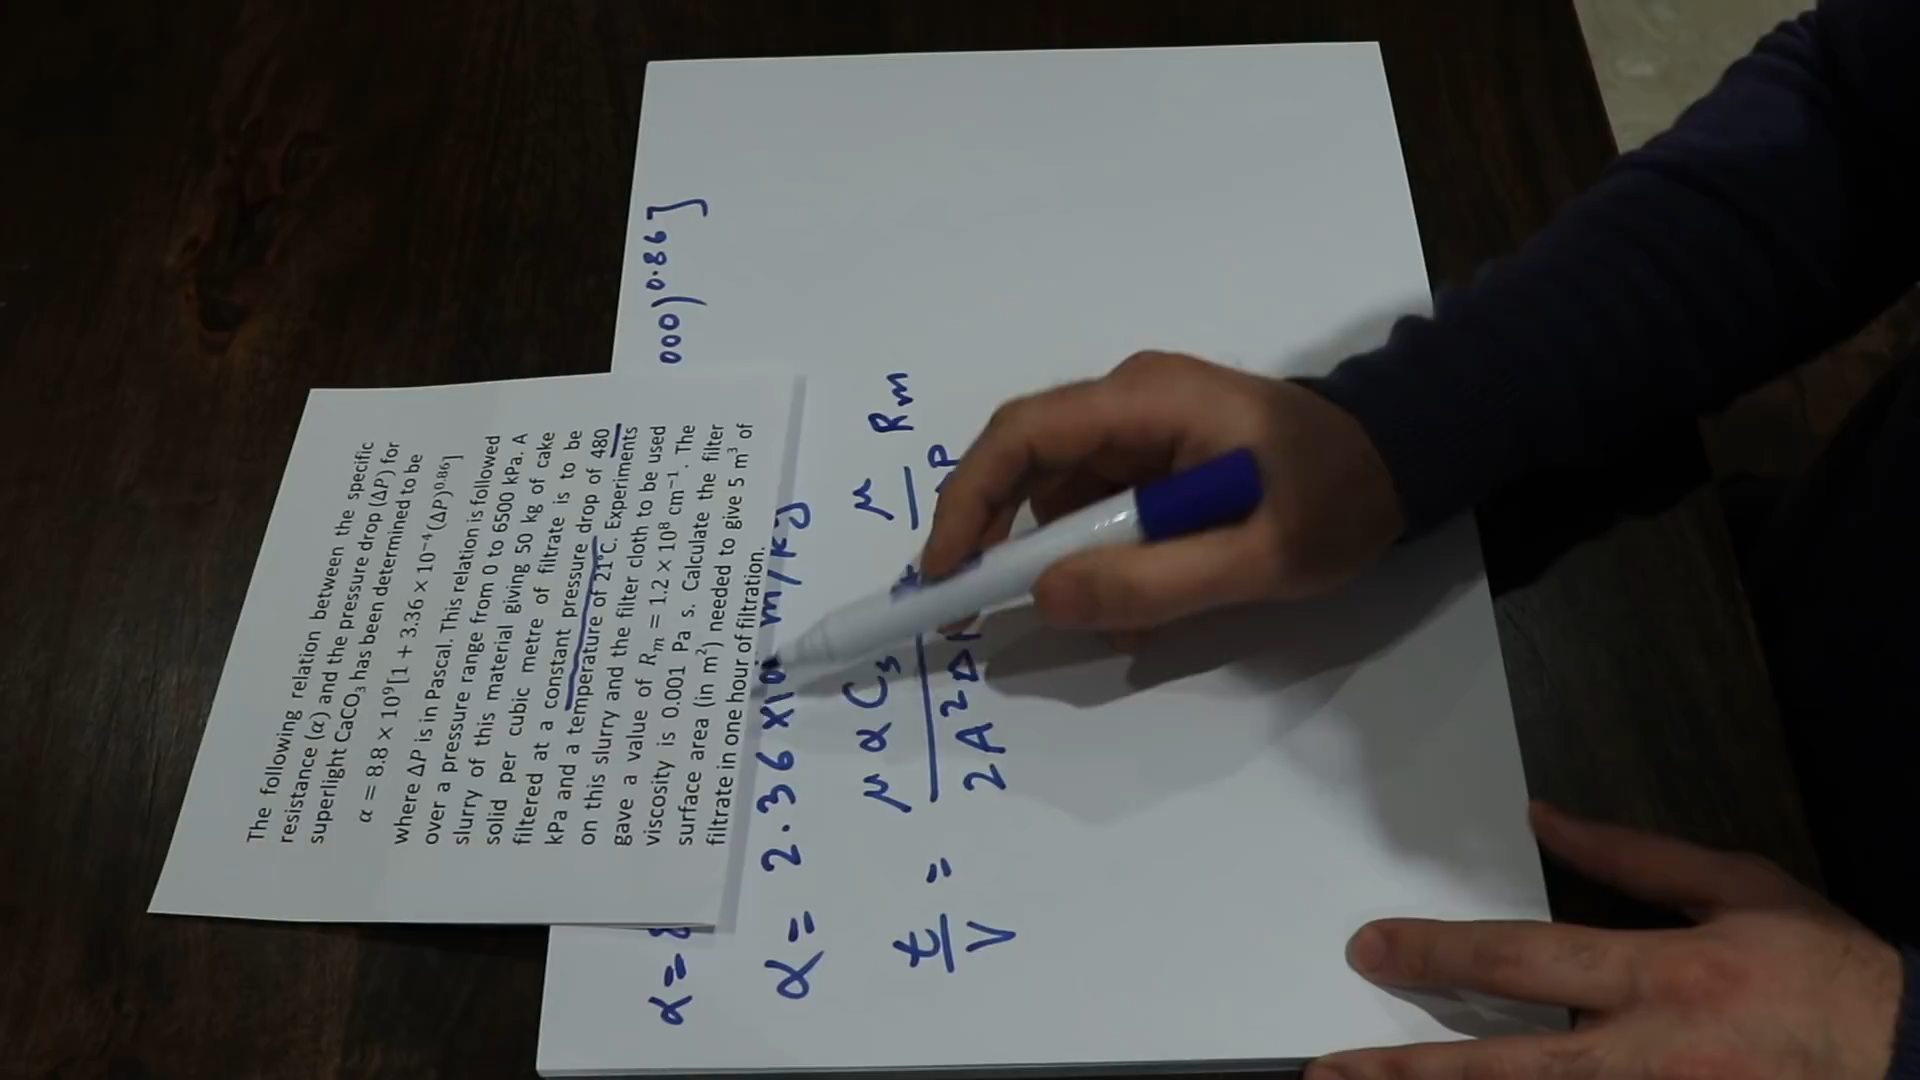 The following relation between the specific
resistance (α) and the pressure drop (ΔP) for
superlight CaCO₃ has been determined to be
α = 8.8 × 10⁹[1 + 3.36 × 10⁻⁴(ΔP)⁰·⁸⁶]
where ΔP is in Pascal. This relation is followed
over a pressure range from 0 to 6500 kPa. A
slurry of this material giving 50 kg of cake
solid per cubic metre of filtrate is to be
filtered at a constant pressure drop of 480
kPa and a temperature of 21°C. Experiments
on this slurry and the filter cloth to be used
gave a value of Rₘ = 1.2 × 10⁸ cm⁻¹. The
viscosity is 0.001 Pa s. Calculate the filter
surface area (in m²) needed to give 5 m³ of
filtrate in one hour of filtration.
α = 000)⁰·⁸⁶]
α = 2.36 × 10 m/kg
t/V = μ α Cₛ / 2A²Δ + μ / P Rₘ